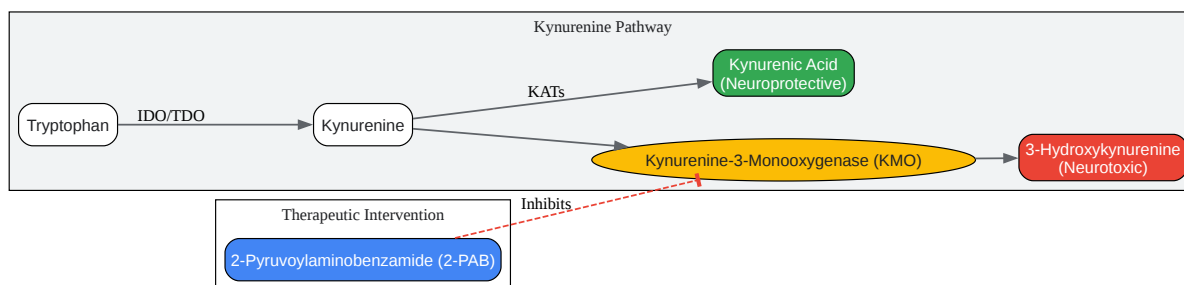 Kynurenine Pathway
Kynurenic Acid
(Neuroprotective)
KATs
IDO/TDO
Tryptophan
Kynurenine
3-Hydroxykynurenine
(Neurotoxic)
Kynurenine-3-Monooxygenase (KMO)
Inhibits
Therapeutic Intervention
2-Pyruvoylaminobenzamide (2-PAB)